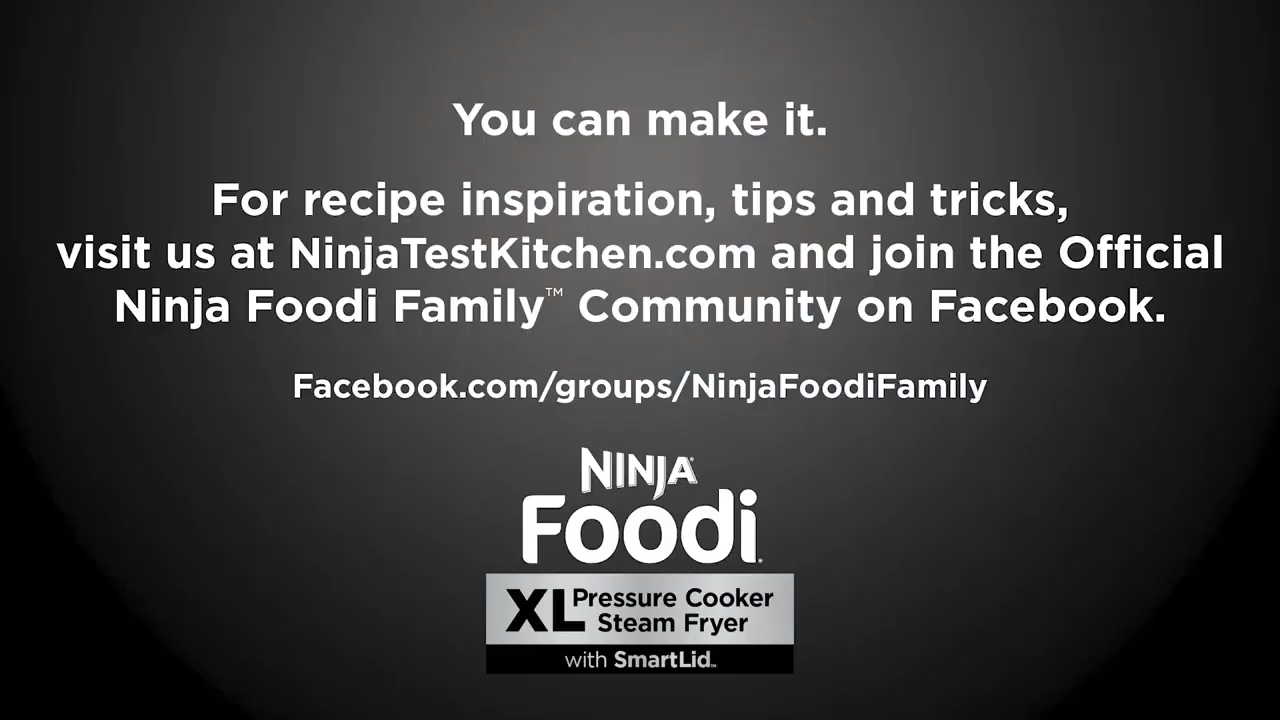 You can make it.
For recipe inspiration, tips and tricks,
visit us at NinjaTestKitchen.com and join the Official
Ninja Foodi Family™ Community on Facebook.
Facebook.com/groups/NinjaFoodiFamily
NINJA®
Foodi®
XL Pressure Cooker
Steam Fryer
with SmartLid™